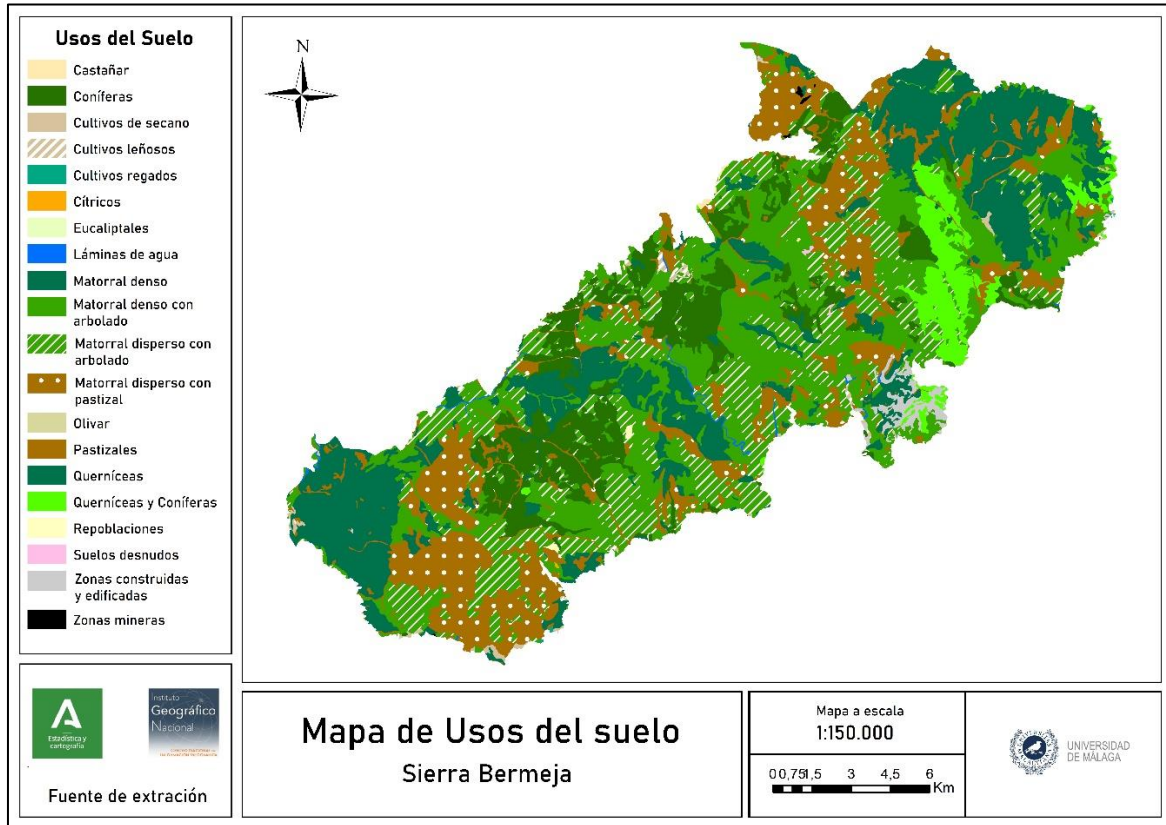 Usos del Suelo
Castañar
Coníferas
Cultivos de secano
Cultivos leñosos
Cultivos regados
Cítricos
Eucaliptales
Láminas de agua
Matorral denso
Matorral denso con
arbolado
Matorral disperso con
arbolado
Matorral disperso con
pastizal
Olivar
Pastizales
Querníceas
Querníceas y Coníferas
Repoblaciones
Suelos desnudos
Zonas construidas
y edificadas
Zonas mineras
N
A
Estadística y
cartografía
Instituto
Geográfico
Nacional
Fuente de extracción
Mapa de Usos del suelo
Sierra Bermeja
Mapa a escala
1:150.000
0 0,75 1,5 3 4,5 6
Km
UNIVERSIDAD
DE MÁLAGA